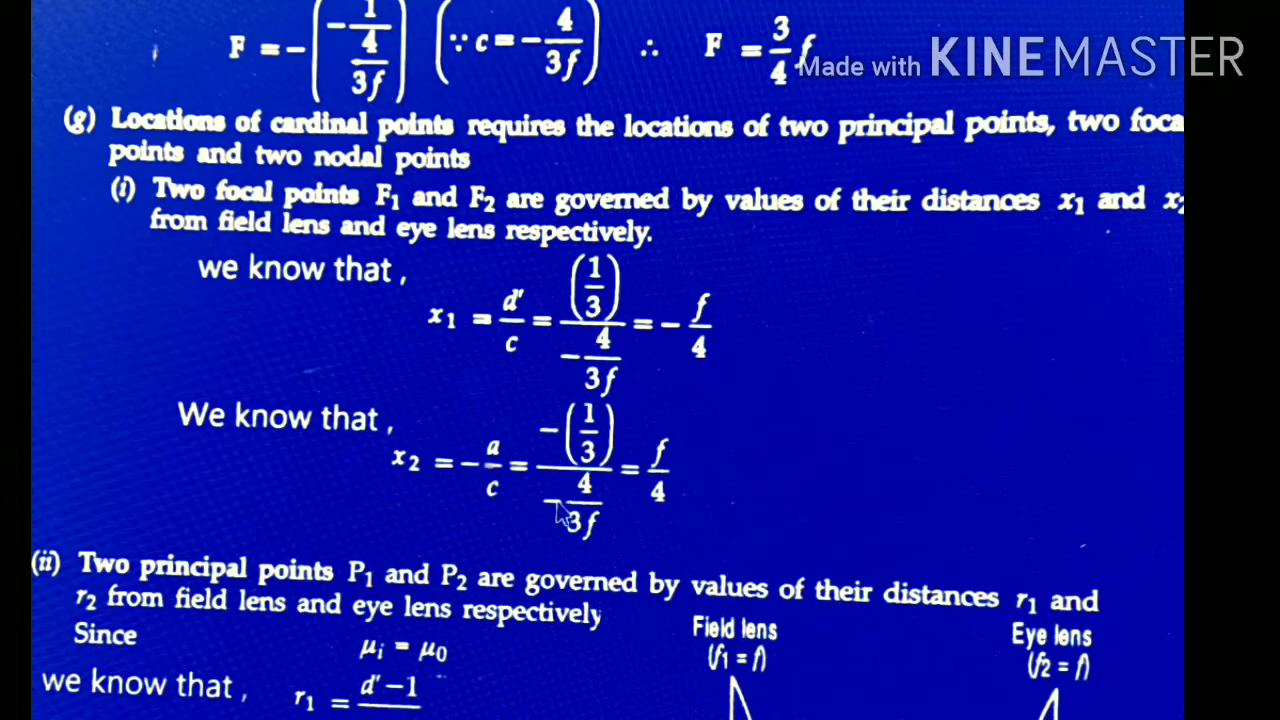 F = -(-1/(4/3f)) (∵ c = -4/3f) ∴ F = 3/4 f
Made with KINEMASTER
(g) Locations of cardinal points requires the locations of two principal points, two foca
points and two nodal points
(i) Two focal points F₁ and F₂ are governed by values of their distances x₁ and x₂
from field lens and eye lens respectively.
we know that ,
x₁ = d'/c = (1/3)/(-4/3f) = -f/4
We know that ,
x₂ = -a/c = -(1/3)/(-4/3f) = f/4
(ii) Two principal points P₁ and P₂ are governed by values of their distances r₁ and
r₂ from field lens and eye lens respectively
Since μᵢ = μ₀
we know that , r₁ = d' - 1
Field lens
(f₁ = f)
Eye lens
(f₂ = f)